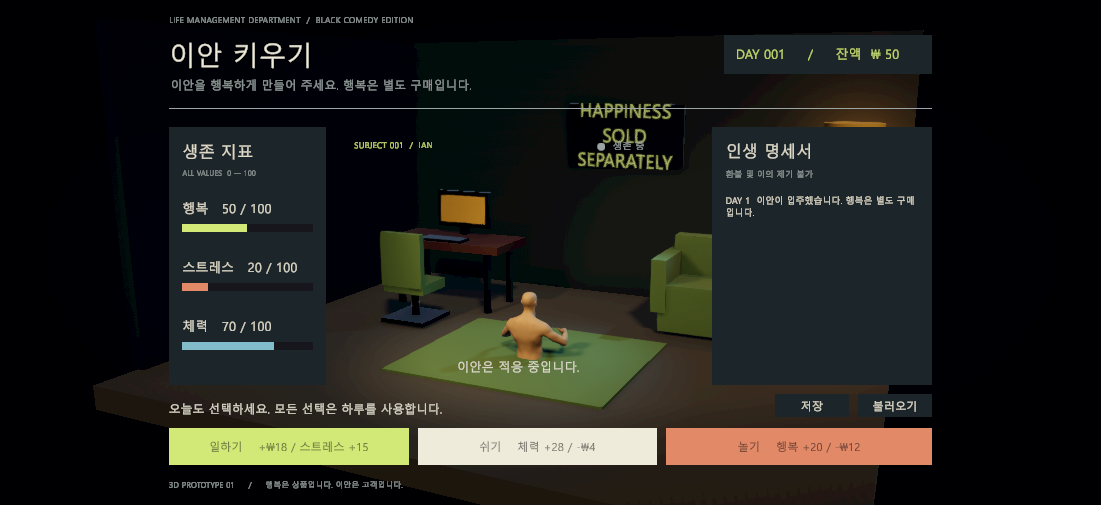 LIFE MANAGEMENT DEPARTMENT / BLACK COMEDY EDITION
이안 키우기
DAY 001 / 잔액 ₩ 50
이안을 행복하게 만들어 주세요. 행복은 별도 구매입니다.
HAPPINESS
SOLD
SEPARATELY
생존 지표
ALL VALUES 0 — 100
행복 50 / 100
스트레스 20 / 100
체력 70 / 100
SUBJECT 001 / IAN
생존 중
인생 명세서
환불 및 이의 제기 불가
DAY 1 이안이 입주했습니다. 행복은 별도 구매
입니다.
이안은 적응 중입니다.
오늘도 선택하세요. 모든 선택은 하루를 사용합니다.
저장
불러오기
일하기 +₩18 / 스트레스 +15
쉬기 체력 +28 / -₩4
놀기 행복 +20 / -₩12
3D PROTOTYPE 01 / 행복은 상품입니다. 이안은 고객입니다.